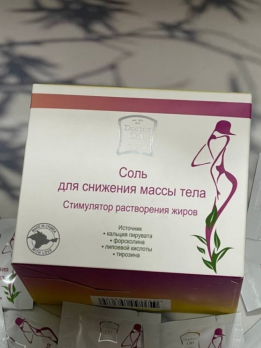 Соль
для снижения массы тела
Стимулятор растворения жиров
Источник
• кальция пирувата
• форсколина
• липоевой кислоты
• тирозина